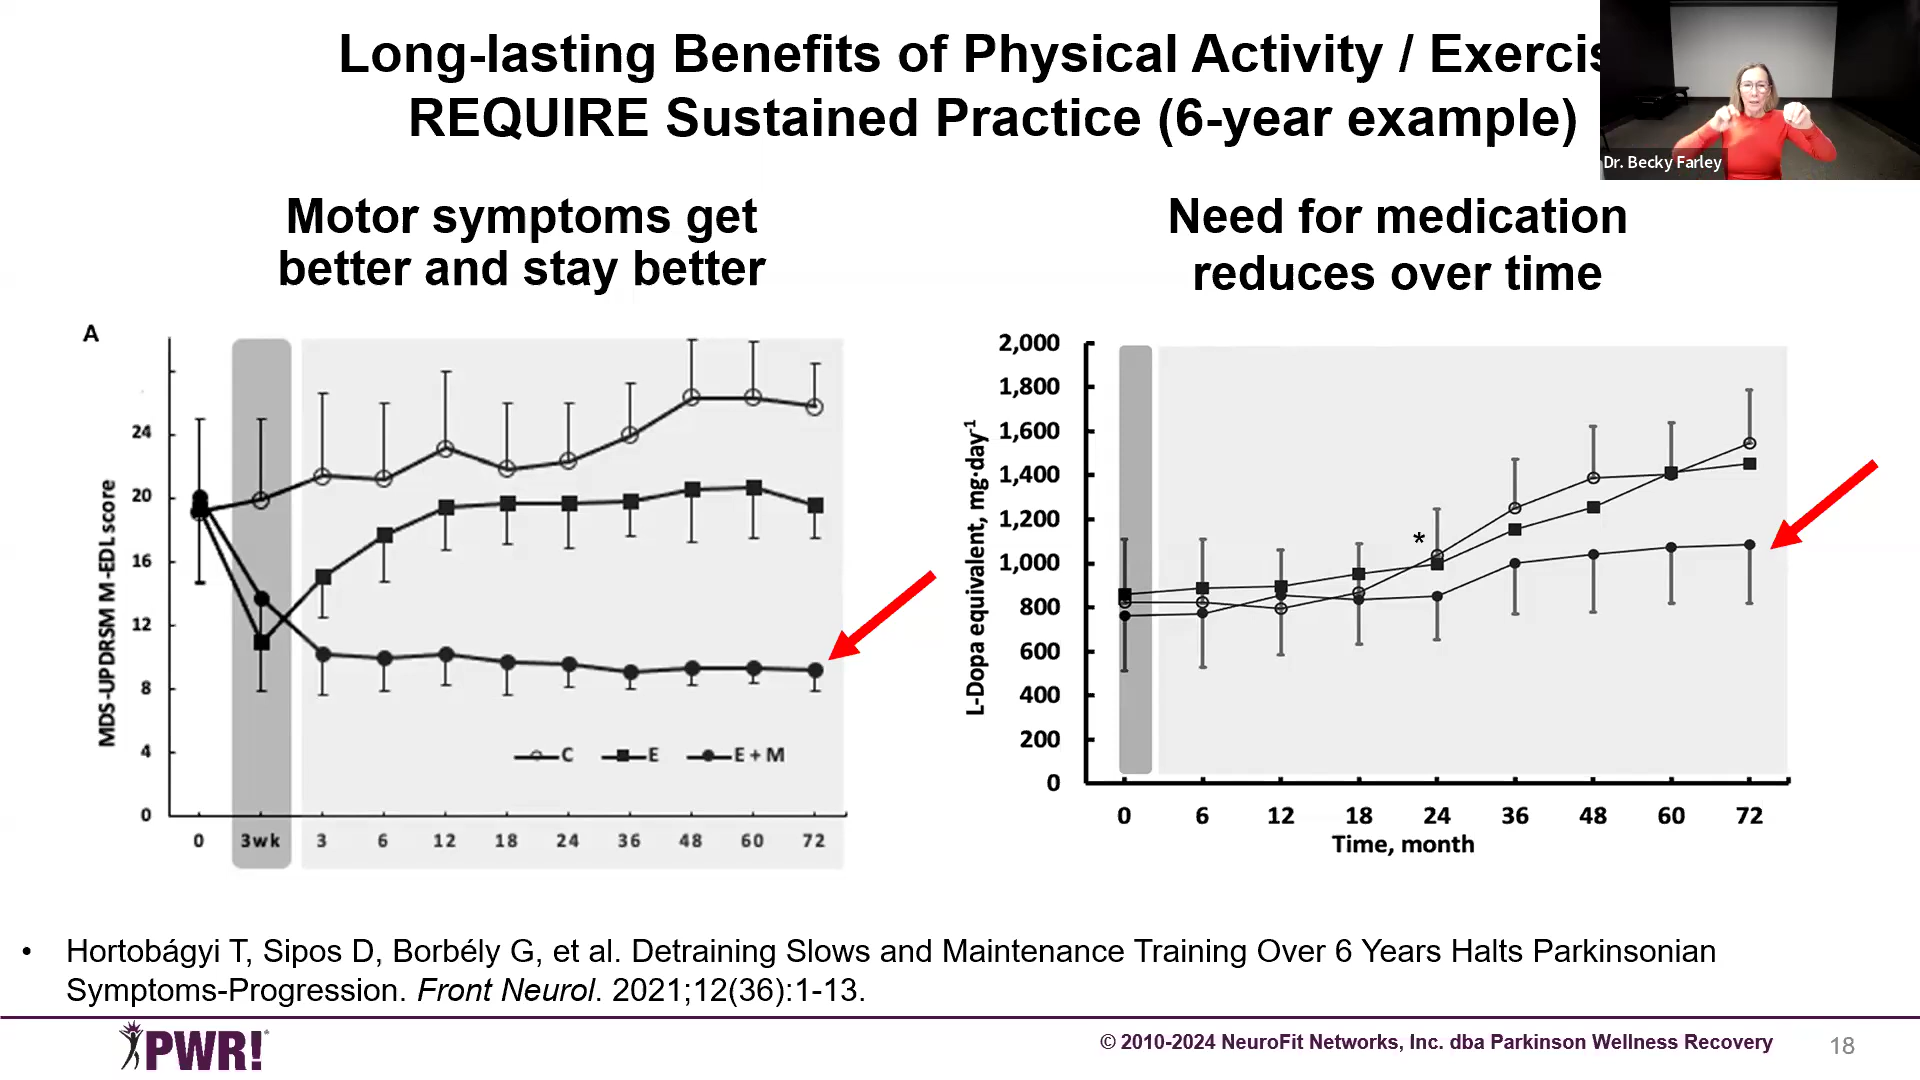 Long-lasting Benefits of Physical Activity / Exercis
REQUIRE Sustained Practice (6-year example)
Dr. Becky Farley
Motor symptoms get
better and stay better
Need for medication
reduces over time
A
MDS-UPDRSM M-EDL score
24
20
16
12
8
4
0
C E E + M
0 3wk 3 6 12 18 24 36 48 60 72
L-Dopa equivalent, mg·day-1
2,000
1,800
1,600
1,400
1,200
1,000
800
600
400
200
0
*
0 6 12 18 24 36 48 60 72
Time, month
• Hortobágyi T, Sipos D, Borbély G, et al. Detraining Slows and Maintenance Training Over 6 Years Halts Parkinsonian
Symptoms-Progression. Front Neurol. 2021;12(36):1-13.
PWR!
© 2010-2024 NeuroFit Networks, Inc. dba Parkinson Wellness Recovery
18